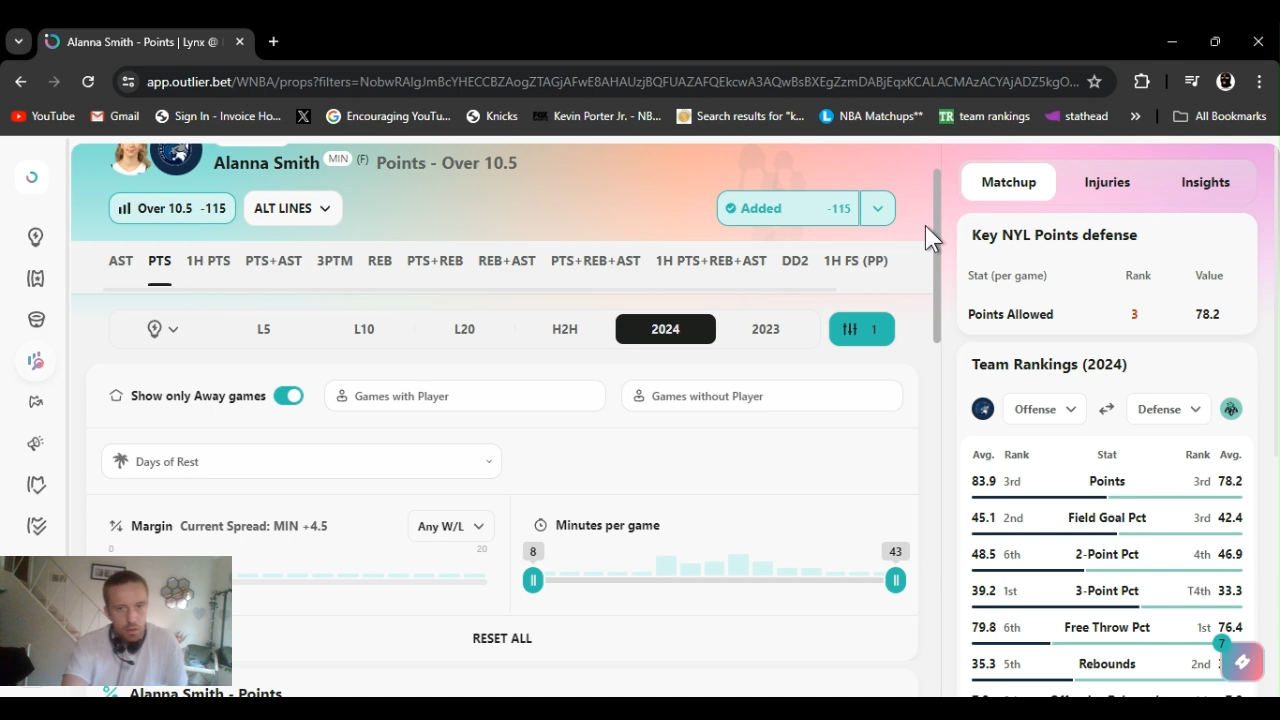 Alanna Smith - Points | Lynx @
app.outlier.bet/WNBA/props?filters=NobwRAIgJmBcYHECCBZAogZTAGjAFwE8AHAUzjBQFUAZAFQEkcwA3AQwBsBXEgZzmDABjEqxKCALACMAzACYAjADZ5kgO...
YouTube
Gmail
Sign In - Invoice Ho...
Encouraging YouTu...
Knicks
Kevin Porter Jr. - NB...
Search results for "k...
NBA Matchups**
team rankings
stathead
»
All Bookmarks
Alanna Smith MIN (F) Points - Over 10.5
Over 10.5 -115
ALT LINES
Added -115
AST PTS 1H PTS PTS+AST 3PTM REB PTS+REB REB+AST PTS+REB+AST 1H PTS+REB+AST DD2 1H FS (PP)
L5 L10 L20 H2H 2024 2023 1
Show only Away games
Games with Player
Games without Player
Days of Rest
Margin Current Spread: MIN +4.5
Any W/L
0 20
Minutes per game
8 43
RESET ALL
Alanna Smith - Points
Matchup Injuries Insights
Key NYL Points defense
Stat (per game) Rank Value
Points Allowed 3 78.2
Team Rankings (2024)
Offense Defense
Avg. Rank Stat Rank Avg.
83.9 3rd Points 3rd 78.2
45.1 2nd Field Goal Pct 3rd 42.4
48.5 6th 2-Point Pct 4th 46.9
39.2 1st 3-Point Pct T4th 33.3
79.8 6th Free Throw Pct 1st 76.4
35.3 5th Rebounds 2nd
7